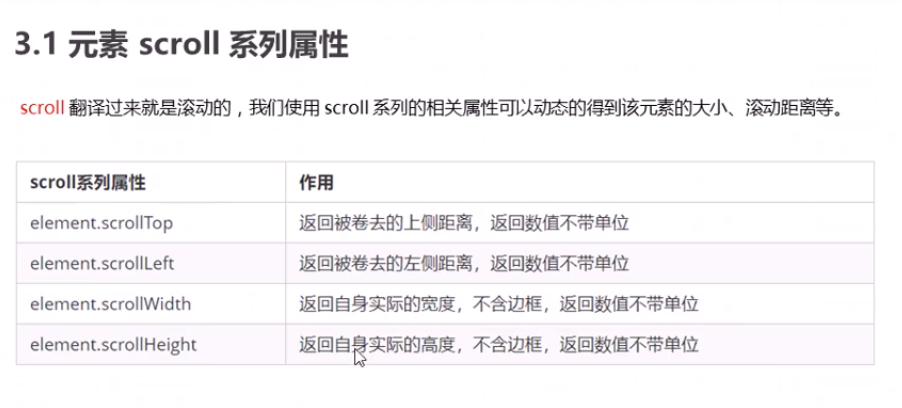 3.1 元素 scroll 系列属性
scroll 翻译过来就是滚动的，我们使用 scroll 系列的相关属性可以动态的得到该元素的大小、滚动距离等。
scroll系列属性 作用
element.scrollTop 返回被卷去的上侧距离，返回数值不带单位
element.scrollLeft 返回被卷去的左侧距离，返回数值不带单位
element.scrollWidth 返回自身实际的宽度，不含边框，返回数值不带单位
element.scrollHeight 返回自身实际的高度，不含边框，返回数值不带单位